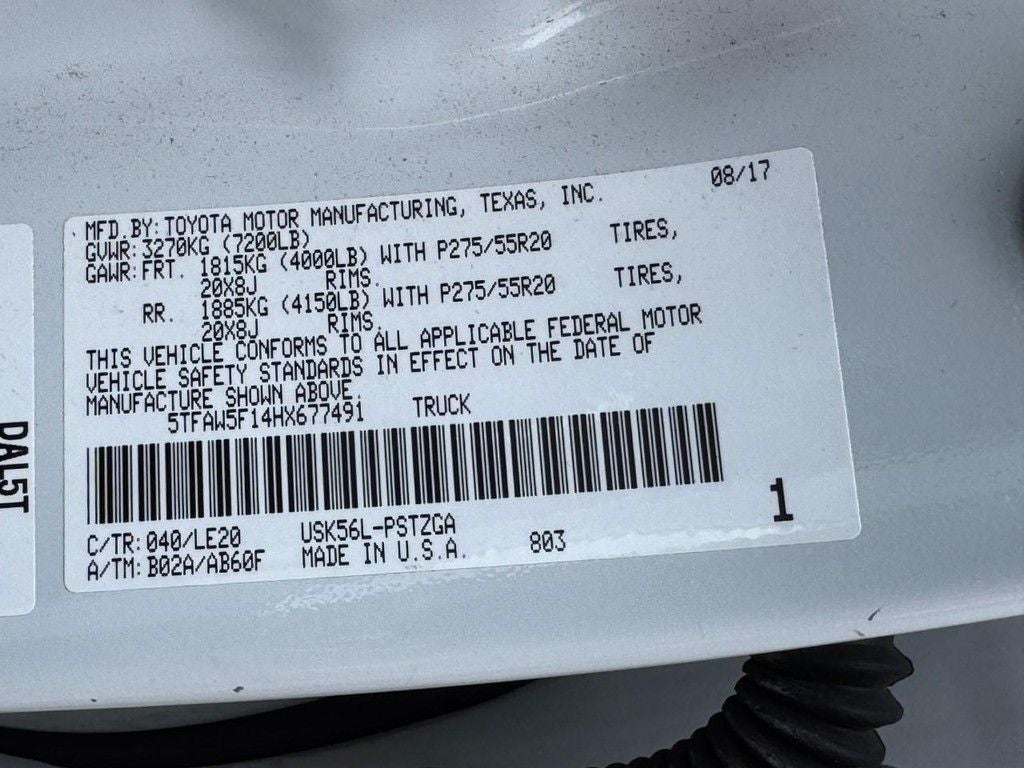 MFD.BY:TOYOTA MOTOR MANUFACTURING, TEXAS, INC. 08/17
GVWR:3270KG (7200LB)
GAWR:FRT. 1815KG (4000LB) WITH P275/55R20 TIRES,
20X8J RIMS.
RR. 1885KG (4150LB) WITH P275/55R20 TIRES,
20X8J RIMS.
THIS VEHICLE CONFORMS TO ALL APPLICABLE FEDERAL MOTOR
VEHICLE SAFETY STANDARDS IN EFFECT ON THE DATE OF
MANUFACTURE SHOWN ABOVE.
5TFAW5F14HX677491 TRUCK
C/TR:040/LE20 USK56L-PSTZGA
A/TM:B02A/AB60F MADE IN U.S.A. 803
1
DAL5T